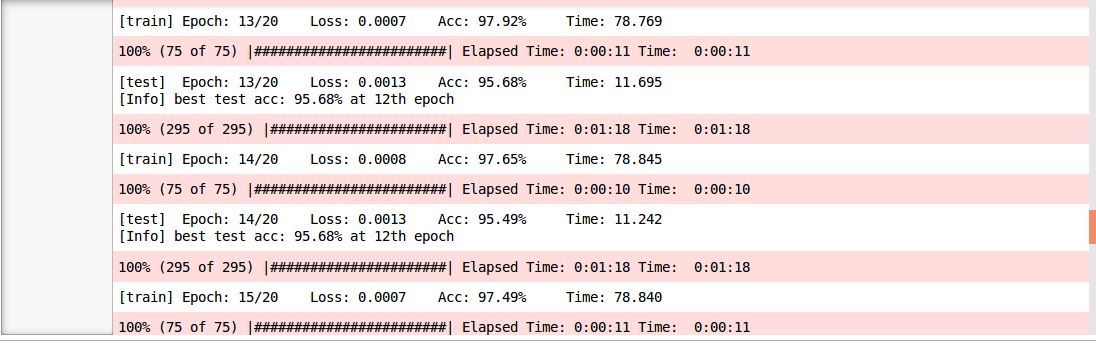 [train] Epoch: 13/20    Loss: 0.0007    Acc: 97.92%     Time: 78.769
100% (75 of 75) |########################| Elapsed Time: 0:00:11 Time:  0:00:11
[test]  Epoch: 13/20    Loss: 0.0013    Acc: 95.68%     Time: 11.695
[Info] best test acc: 95.68% at 12th epoch
100% (295 of 295) |######################| Elapsed Time: 0:01:18 Time:  0:01:18
[train] Epoch: 14/20    Loss: 0.0008    Acc: 97.65%     Time: 78.845
100% (75 of 75) |########################| Elapsed Time: 0:00:10 Time:  0:00:10
[test]  Epoch: 14/20    Loss: 0.0013    Acc: 95.49%     Time: 11.242
[Info] best test acc: 95.68% at 12th epoch
100% (295 of 295) |######################| Elapsed Time: 0:01:18 Time:  0:01:18
[train] Epoch: 15/20    Loss: 0.0007    Acc: 97.49%     Time: 78.840
100% (75 of 75) |########################| Elapsed Time: 0:00:11 Time:  0:00:11